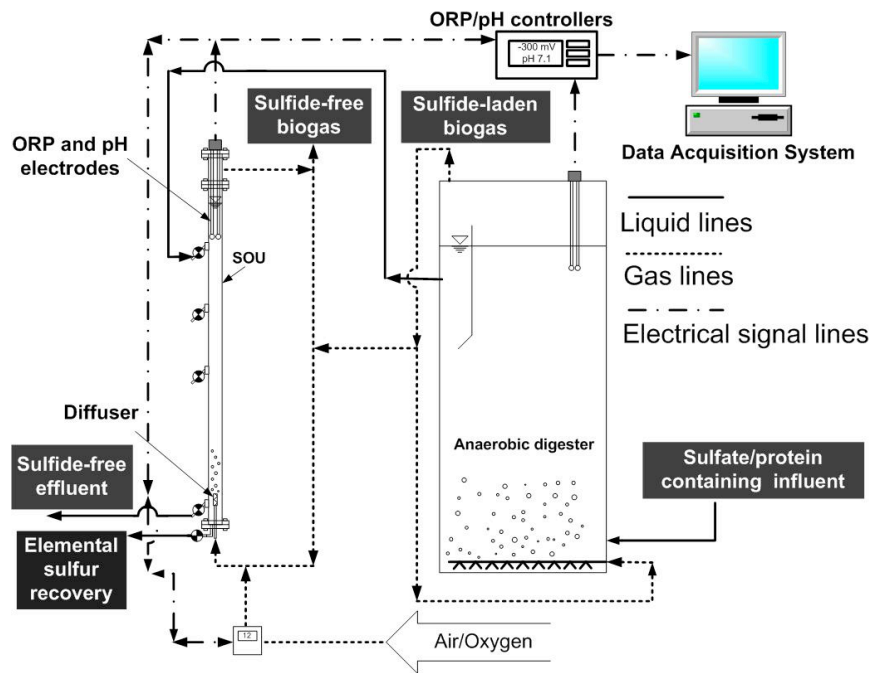 ORP/pH controllers
-300 mV
pH 7.1
Sulfide-free
biogas
Sulfide-laden
biogas
ORP and pH
electrodes
Data Acquisition System
Liquid lines
SOU
Gas lines
Electrical signal lines
Diffuser
Anaerobic digester
Sulfide-free
effluent
Sulfate/protein
containing influent
Elemental
sulfur
recovery
12
Air/Oxygen